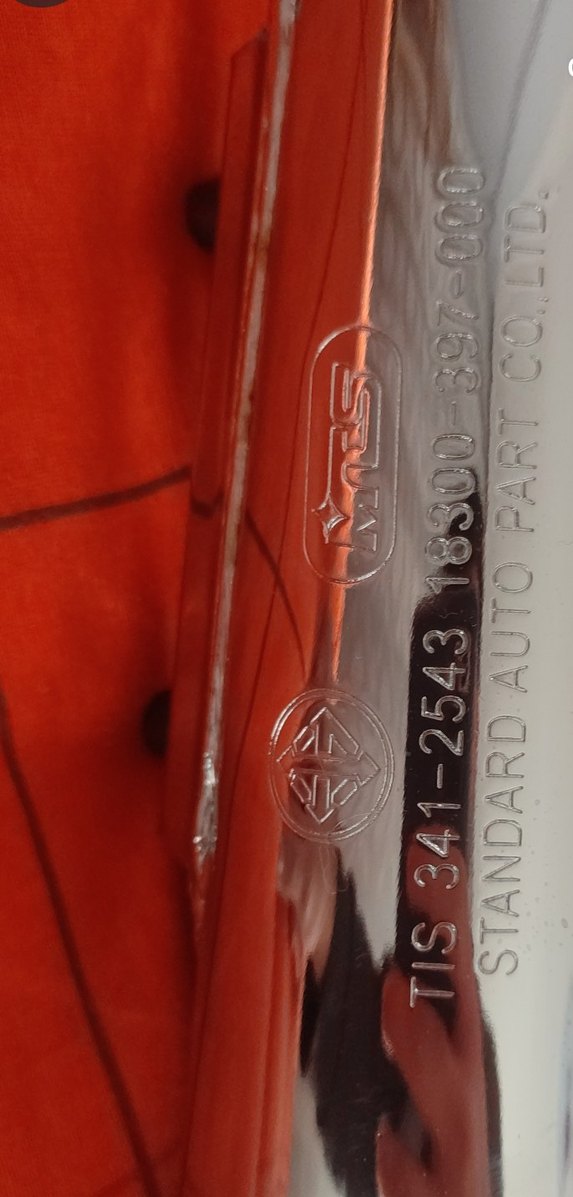 TIS 341-2543 18300-397-000
STANDARD AUTO PART CO.,LTD.